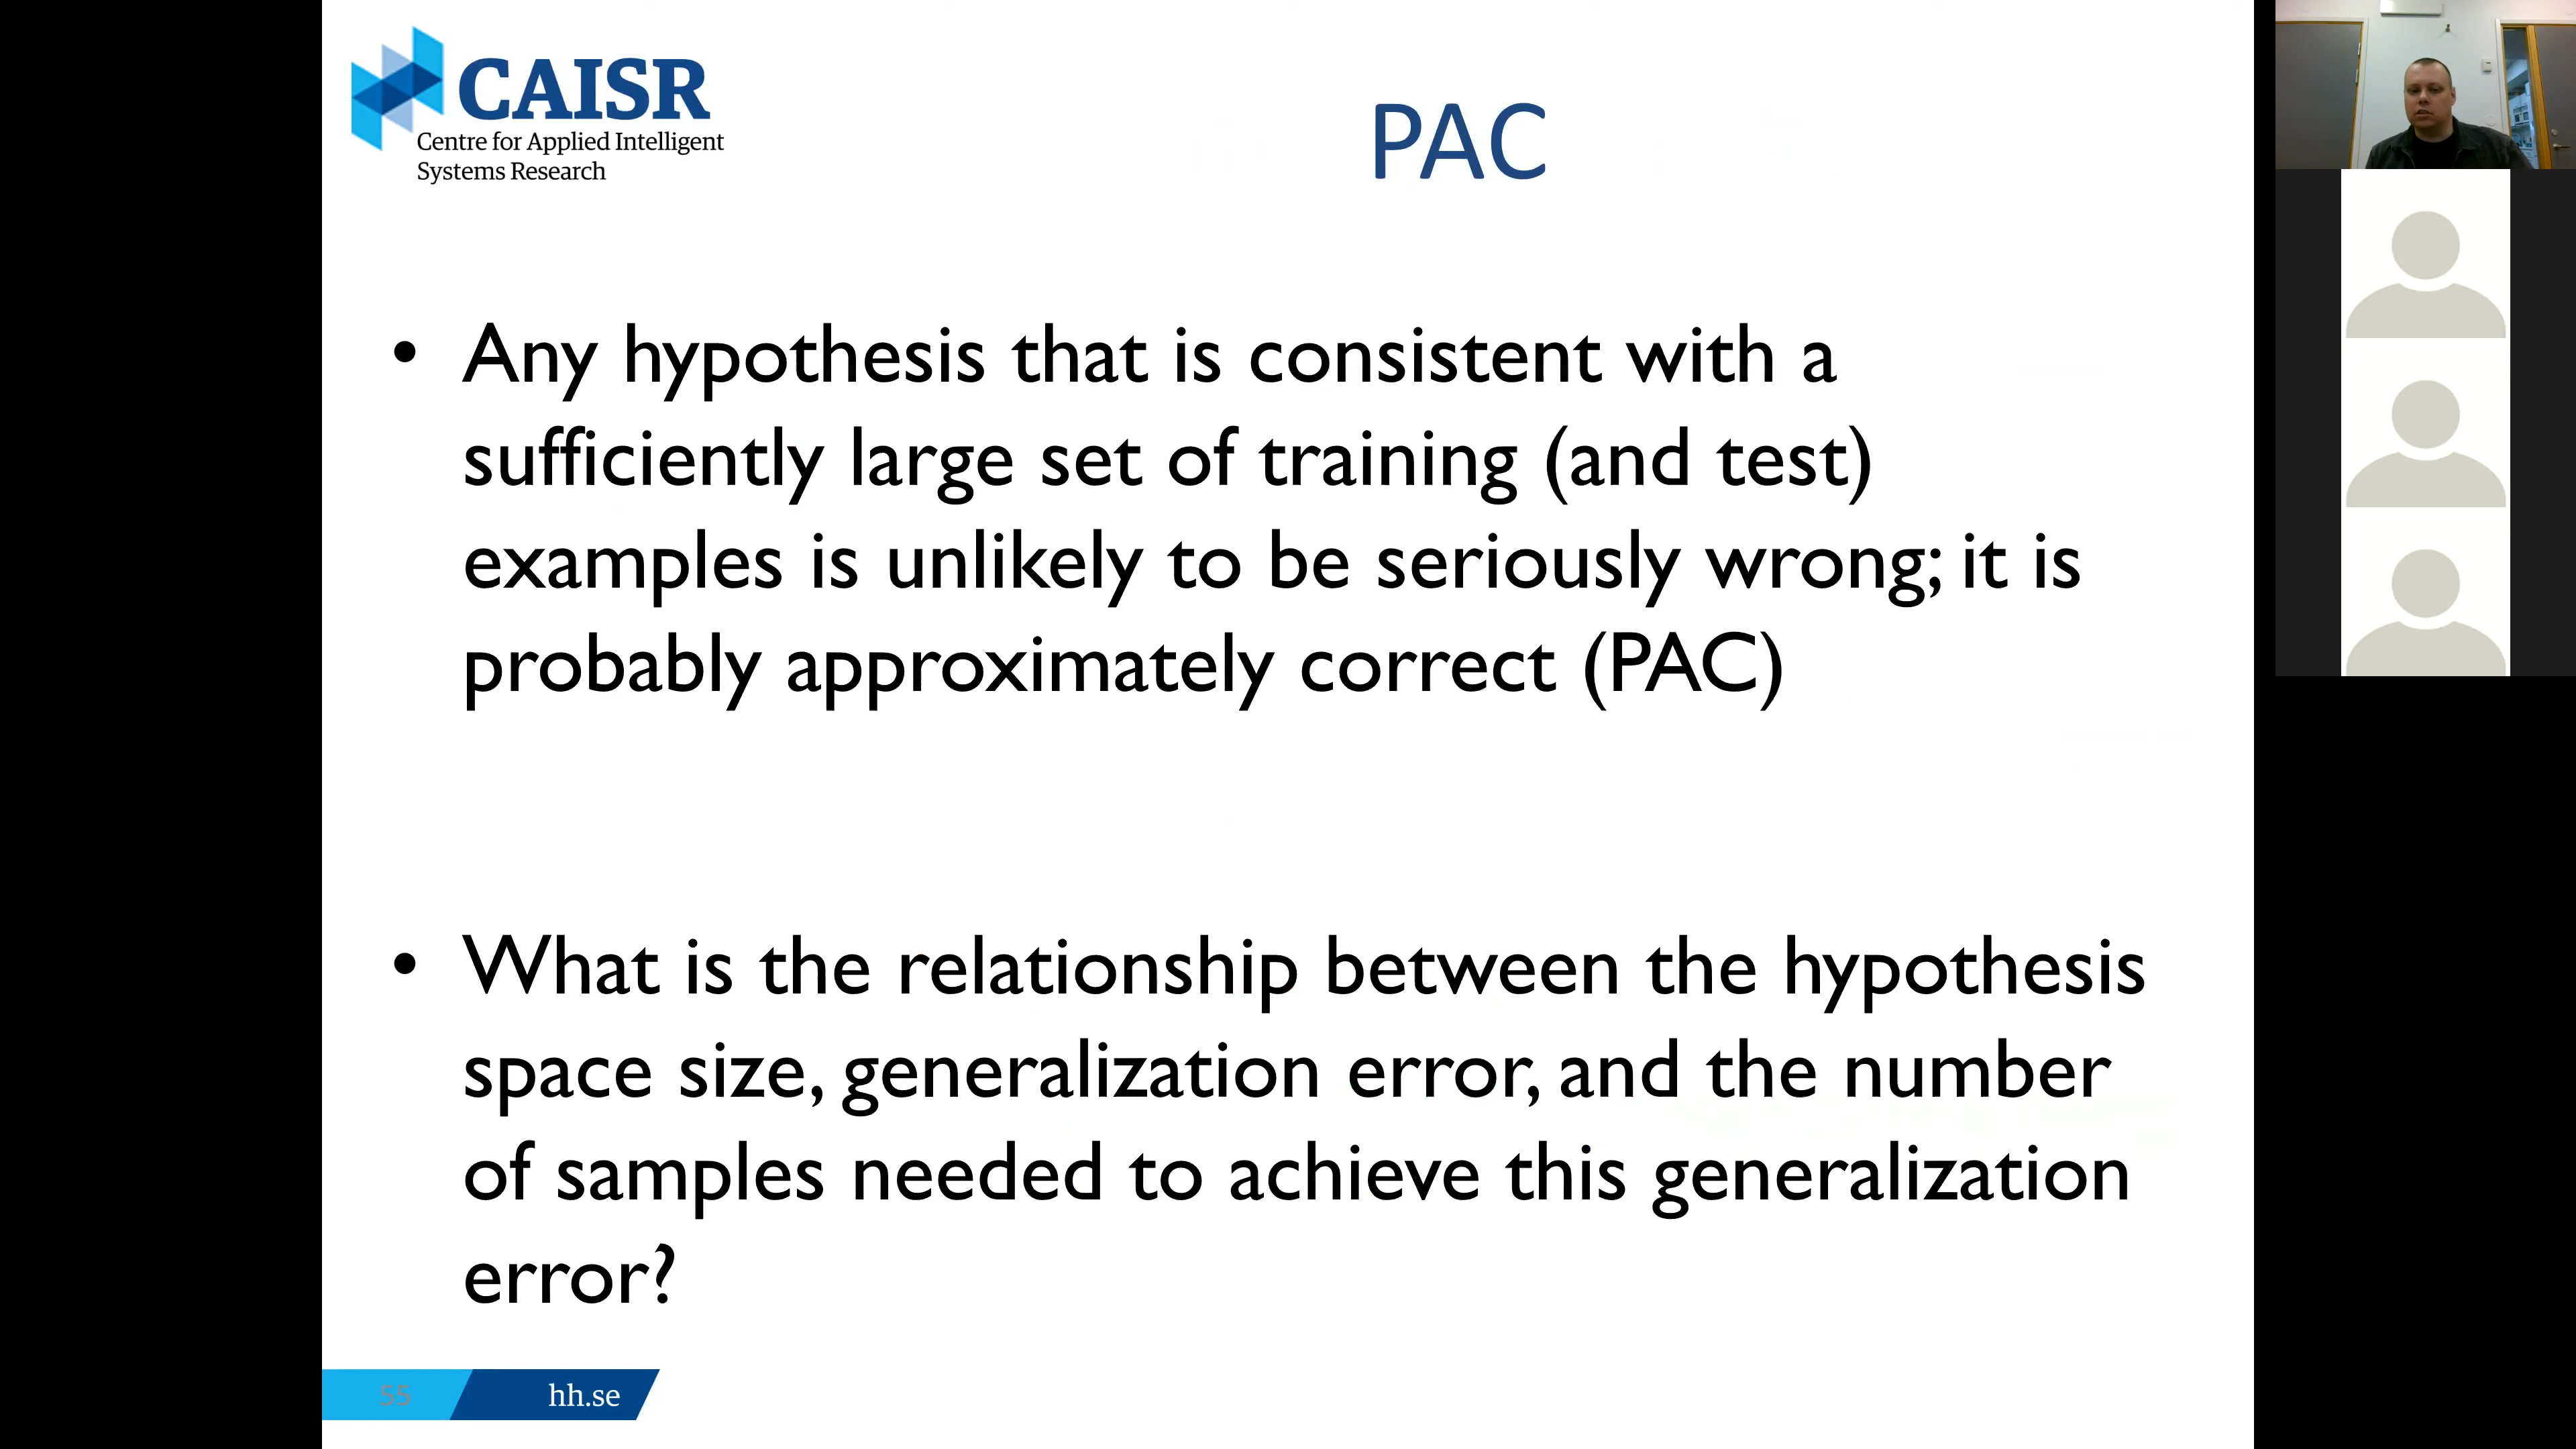 CAISR
Centre for Applied Intelligent
Systems Research
PAC
• Any hypothesis that is consistent with a
sufficiently large set of training (and test)
examples is unlikely to be seriously wrong; it is
probably approximately correct (PAC)
• What is the relationship between the hypothesis
space size, generalization error, and the number
of samples needed to achieve this generalization
error?
55
hh.se